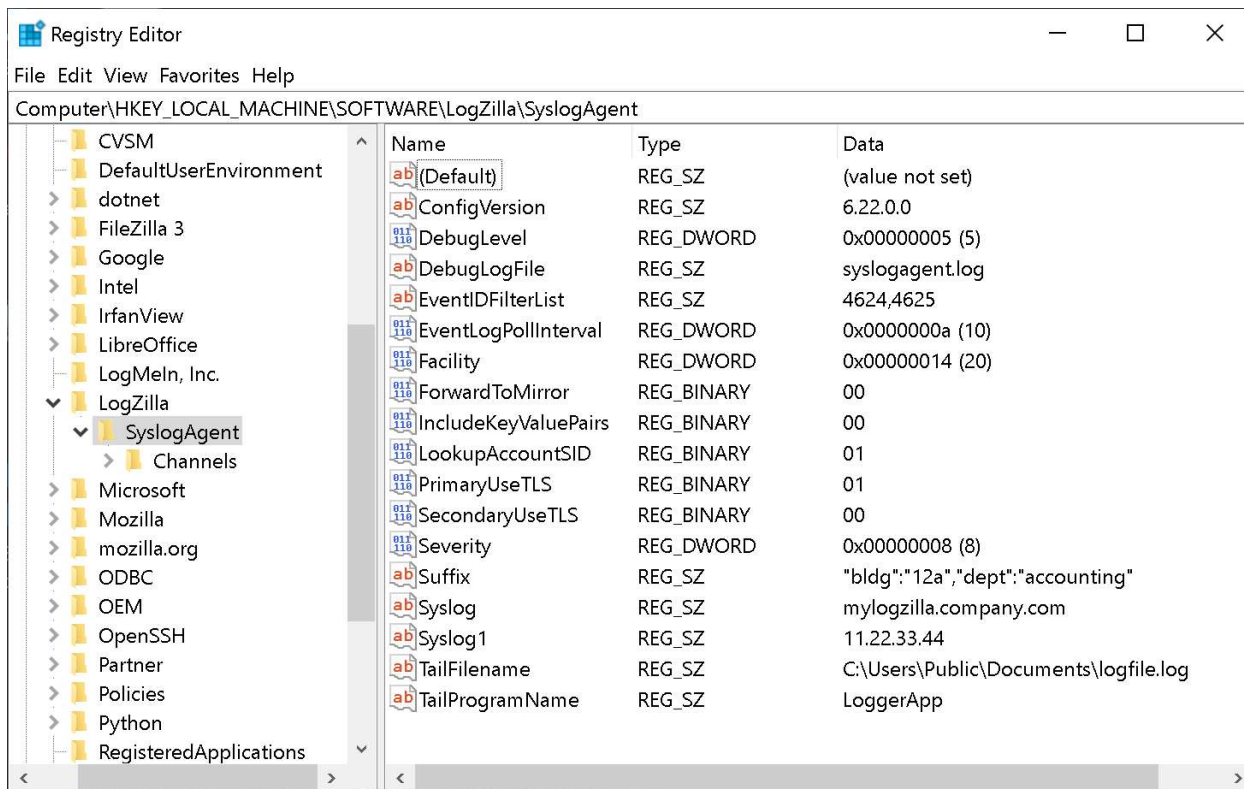 Registry Editor
File Edit View Favorites Help
Computer\HKEY_LOCAL_MACHINE\SOFTWARE\LogZilla\SyslogAgent
CVSM
DefaultUserEnvironment
dotnet
FileZilla 3
Google
Intel
IrfanView
LibreOffice
LogMeIn, Inc.
LogZilla
SyslogAgent
Channels
Microsoft
Mozilla
mozilla.org
ODBC
OEM
OpenSSH
Partner
Policies
Python
RegisteredApplications
Name Type Data
(Default) REG_SZ (value not set)
ConfigVersion REG_SZ 6.22.0.0
DebugLevel REG_DWORD 0x00000005 (5)
DebugLogFile REG_SZ syslogagent.log
EventIDFilterList REG_SZ 4624,4625
EventLogPollInterval REG_DWORD 0x0000000a (10)
Facility REG_DWORD 0x00000014 (20)
ForwardToMirror REG_BINARY 00
IncludeKeyValuePairs REG_BINARY 00
LookupAccountSID REG_BINARY 01
PrimaryUseTLS REG_BINARY 01
SecondaryUseTLS REG_BINARY 00
Severity REG_DWORD 0x00000008 (8)
Suffix REG_SZ "bldg":"12a","dept":"accounting"
Syslog REG_SZ mylogzilla.company.com
Syslog1 REG_SZ 11.22.33.44
TailFilename REG_SZ C:\Users\Public\Documents\logfile.log
TailProgramName REG_SZ LoggerApp